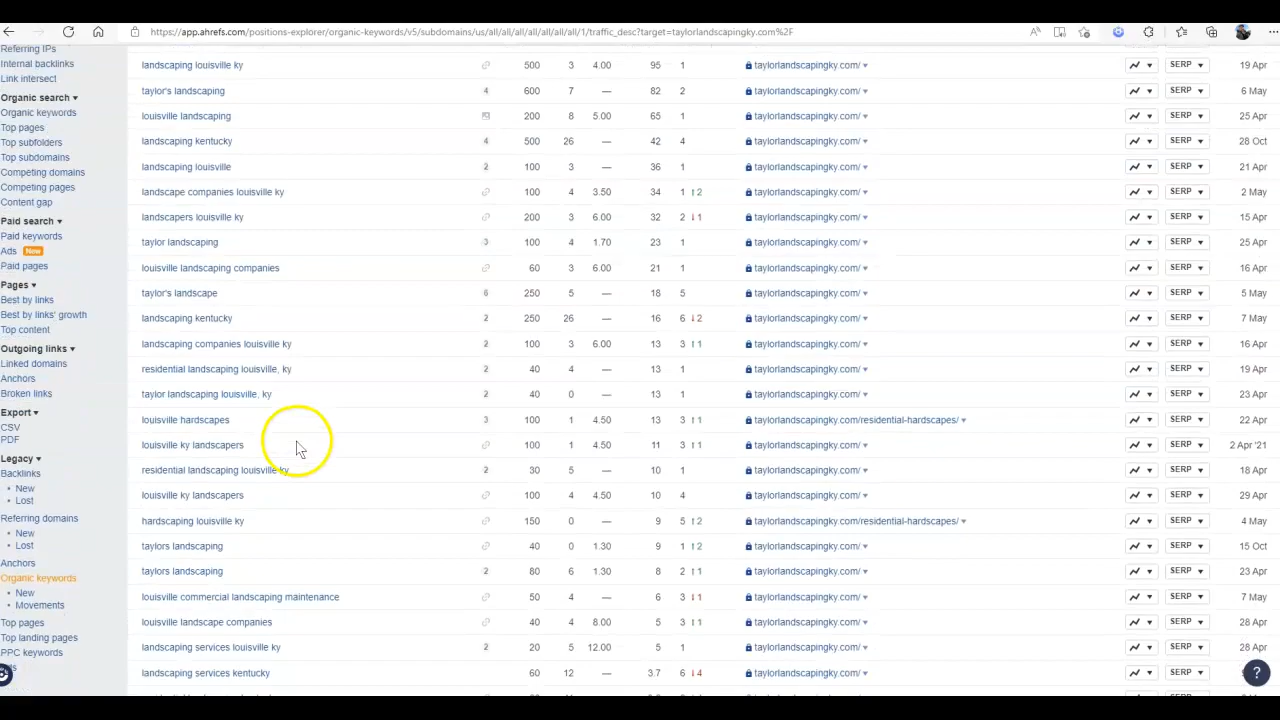 https://app.ahrefs.com/positions-explorer/organic-keywords/v5/subdomains/us/all/all/all/all/all/all/1/traffic_desc?target=taylorlandscapingky.com%2F
Referring IPs
Internal backlinks
Link intersect
Organic search
Organic keywords
Top pages
Top subfolders
Top subdomains
Competing domains
Competing pages
Content gap
Paid search
Paid keywords
Ads New
Paid pages
Pages
Best by links
Best by links' growth
Top content
Outgoing links
Linked domains
Anchors
Broken links
Export
CSV
PDF
Legacy
Backlinks
New
Lost
Referring domains
New
Lost
Anchors
Organic keywords
New
Movements
Top pages
Top landing pages
PPC keywords
landscaping louisville ky 500 3 4.00 95 1 taylorlandscapingky.com/ SERP 19 Apr
taylor's landscaping 4 600 7 — 82 2 taylorlandscapingky.com/ SERP 6 May
louisville landscaping 200 8 5.00 65 1 taylorlandscapingky.com/ SERP 25 Apr
landscaping kentucky 4 500 26 — 42 4 taylorlandscapingky.com/ SERP 28 Oct
landscaping louisville 2 100 3 — 36 1 taylorlandscapingky.com/ SERP 21 Apr
landscape companies louisville ky 100 4 3.50 34 1 ↑2 taylorlandscapingky.com/ SERP 2 May
landscapers louisville ky 200 3 6.00 32 2 ↓1 taylorlandscapingky.com/ SERP 15 Apr
taylor landscaping 3 100 4 1.70 23 1 taylorlandscapingky.com/ SERP 25 Apr
louisville landscaping companies 60 3 6.00 21 1 taylorlandscapingky.com/ SERP 16 Apr
taylor's landscape 6 250 5 — 18 5 taylorlandscapingky.com/ SERP 5 May
landscaping kentucky 2 250 26 — 16 6 ↓2 taylorlandscapingky.com/ SERP 7 May
landscaping companies louisville ky 2 100 3 6.00 13 3 ↑1 taylorlandscapingky.com/ SERP 16 Apr
residential landscaping louisville, ky 2 40 4 — 13 1 taylorlandscapingky.com/ SERP 19 Apr
taylor landscaping louisville, ky 2 40 0 — 13 1 taylorlandscapingky.com/ SERP 23 Apr
louisville hardscapes 3 100 1 4.50 13 3 ↑1 taylorlandscapingky.com/residential-hardscapes/ SERP 22 Apr
louisville ky landscapers 100 1 4.50 11 3 ↑1 taylorlandscapingky.com/ SERP 2 Apr '21
residential landscaping louisville ky 2 30 5 — 10 1 taylorlandscapingky.com/ SERP 18 Apr
louisville ky landscapers 100 4 4.50 10 4 taylorlandscapingky.com/ SERP 29 Apr
hardscaping louisville ky 150 0 — 9 5 ↑2 taylorlandscapingky.com/residential-hardscapes/ SERP 4 May
taylors landscaping 40 0 1.30 9 1 ↑2 taylorlandscapingky.com/ SERP 15 Oct
taylors landscaping 2 80 6 1.30 8 2 ↑1 taylorlandscapingky.com/ SERP 23 Apr
louisville commercial landscaping maintenance 50 4 — 6 3 ↓1 taylorlandscapingky.com/ SERP 7 May
louisville landscape companies 40 4 8.00 5 3 ↑1 taylorlandscapingky.com/ SERP 28 Apr
landscaping services louisville ky 2 20 5 12.00 5 1 taylorlandscapingky.com/ SERP 28 Apr
landscaping services kentucky 60 12 — 3.7 6 ↓4 taylorlandscapingky.com/ SERP
?